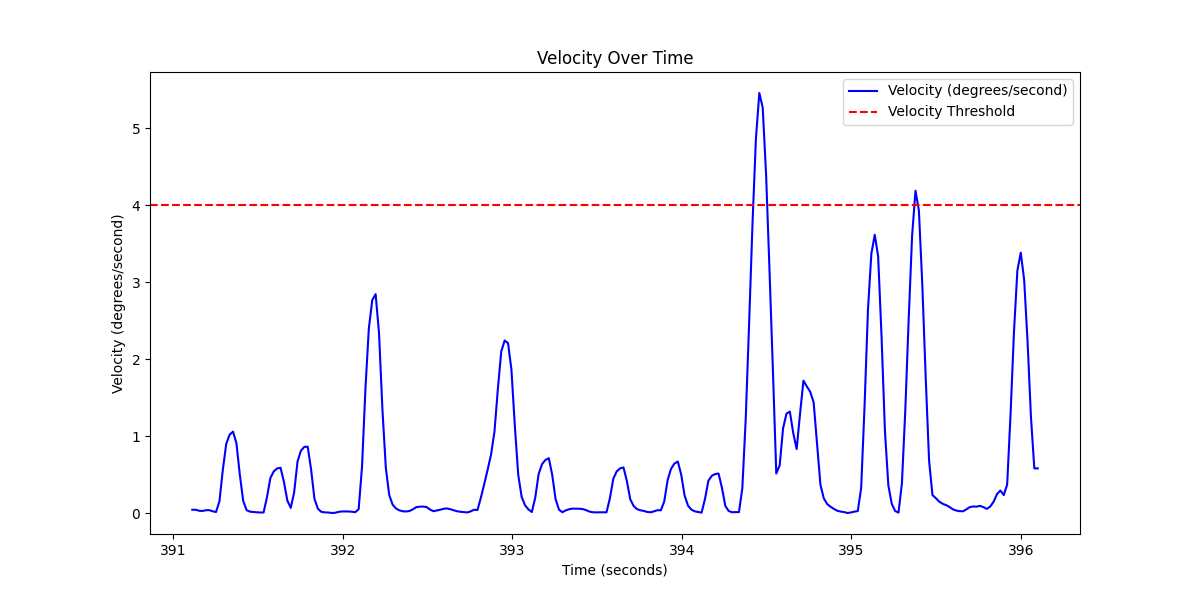 Velocity Over Time
Velocity (degrees/second)
Velocity Threshold
5
4
3
2
1
0
Velocity (degrees/second)
391 392 393 394 395 396
Time (seconds)